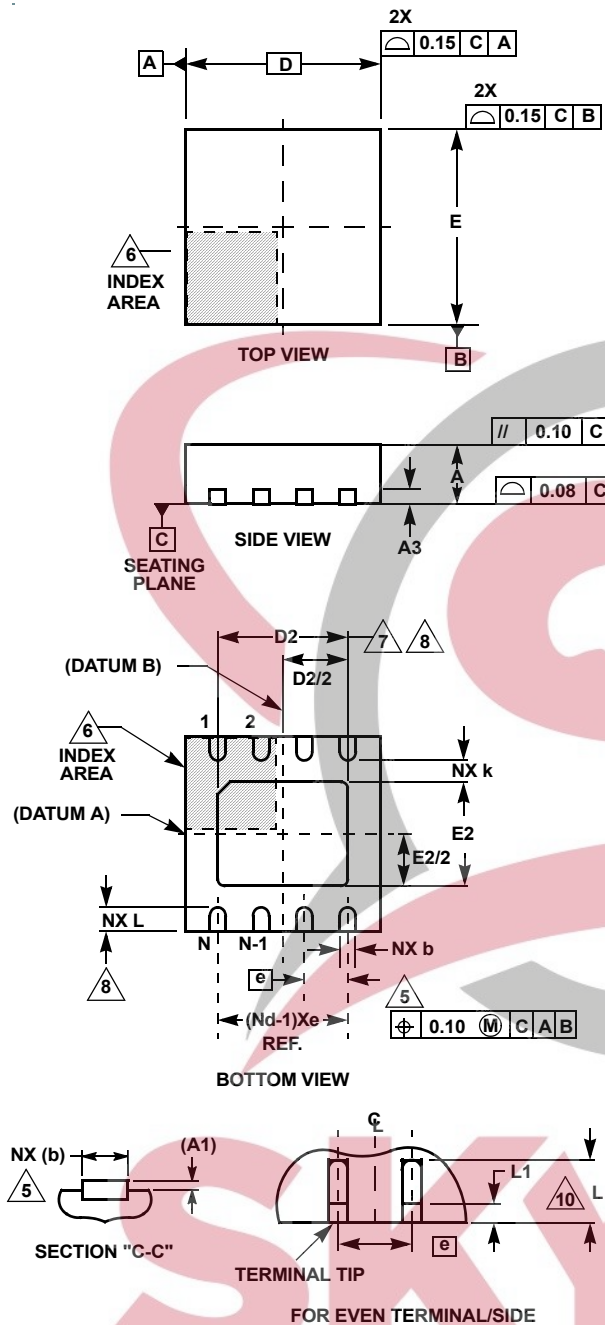 2X
⌓ 0.15 C A
A
D
2X
⌓ 0.15 C B
E
6
INDEX
AREA
TOP VIEW
B
// 0.10 C
A
⌓ 0.08 C
C
SEATING
PLANE
SIDE VIEW
A3
D2
7
8
(DATUM B)
D2/2
6
INDEX
AREA
1
2
NX k
(DATUM A)
E2
E2/2
NX L
8
N
N-1
NX b
e
5
(Nd-1)Xe
REF.
⌖ 0.10 Ⓜ C A B
BOTTOM VIEW
NX (b)
(A1)
5
SECTION "C-C"
C
L
L1
10
L
e
TERMINAL TIP
FOR EVEN TERMINAL/SIDE
SKY